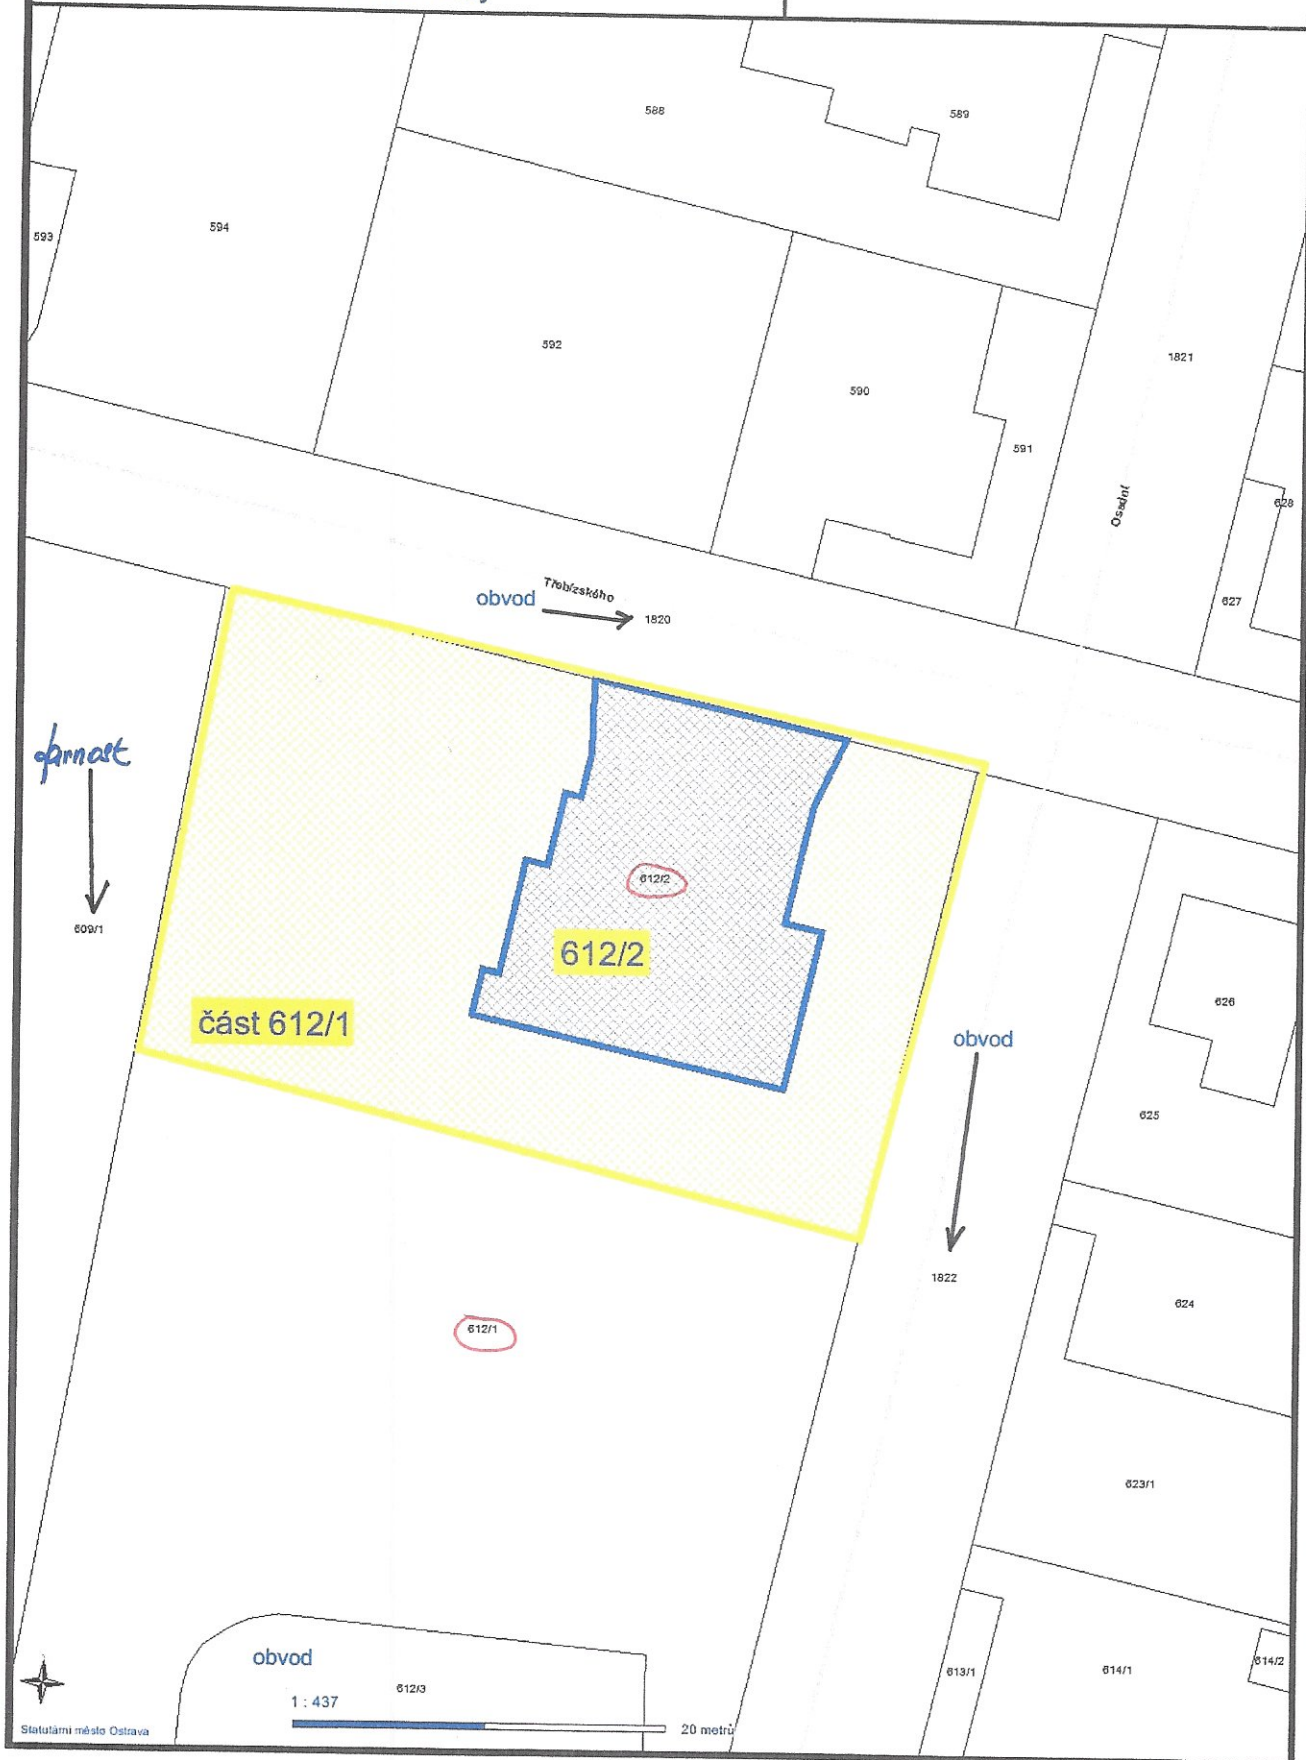 588
589
594
593
592
1821
590
591
Osadní
628
627
Třebízského
obvod
1820
farnost
612/2
609/1
612/2
626
část 612/1
obvod
625
1822
624
612/1
623/1
obvod
613/1
614/1
614/2
612/3
1 : 437
20 metrů
Statutární město Ostrava